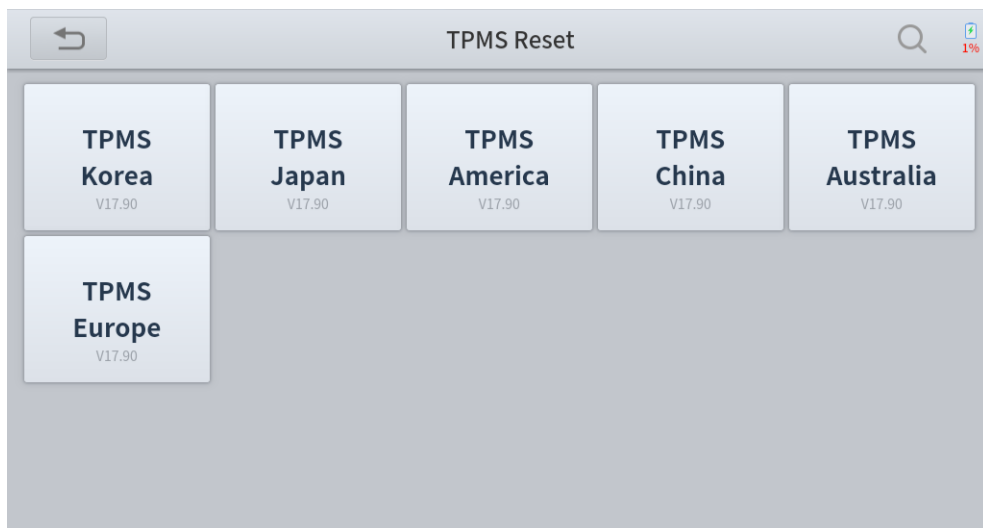 TPMS Reset
1%
TPMS
Korea
V17.90
TPMS
Japan
V17.90
TPMS
America
V17.90
TPMS
China
V17.90
TPMS
Australia
V17.90
TPMS
Europe
V17.90